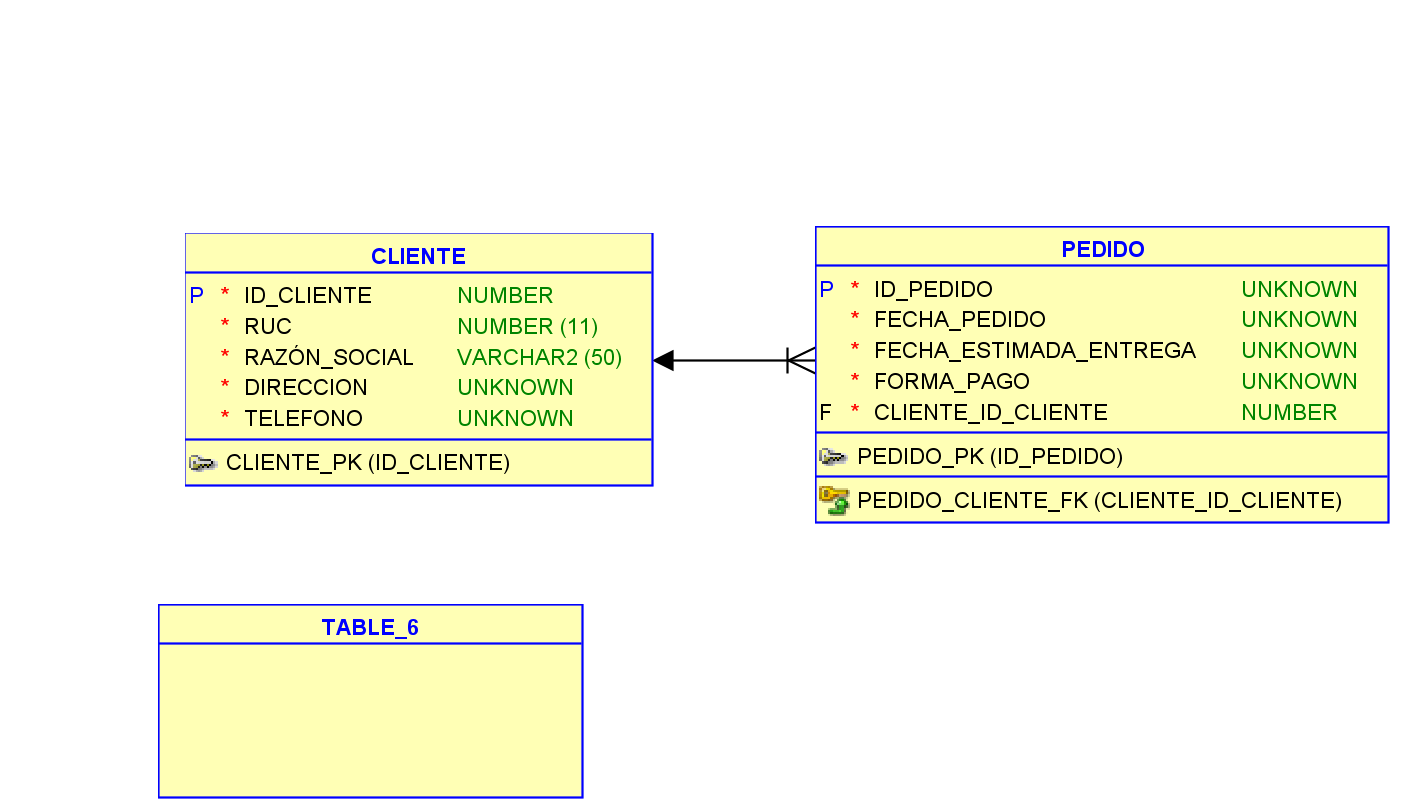 CLIENTE
P * ID_CLIENTE NUMBER
* RUC NUMBER (11)
* RAZÓN_SOCIAL VARCHAR2 (50)
* DIRECCION UNKNOWN
* TELEFONO UNKNOWN
CLIENTE_PK (ID_CLIENTE)
PEDIDO
P * ID_PEDIDO UNKNOWN
* FECHA_PEDIDO UNKNOWN
* FECHA_ESTIMADA_ENTREGA UNKNOWN
* FORMA_PAGO UNKNOWN
F * CLIENTE_ID_CLIENTE NUMBER
PEDIDO_PK (ID_PEDIDO)
PEDIDO_CLIENTE_FK (CLIENTE_ID_CLIENTE)
TABLE_6